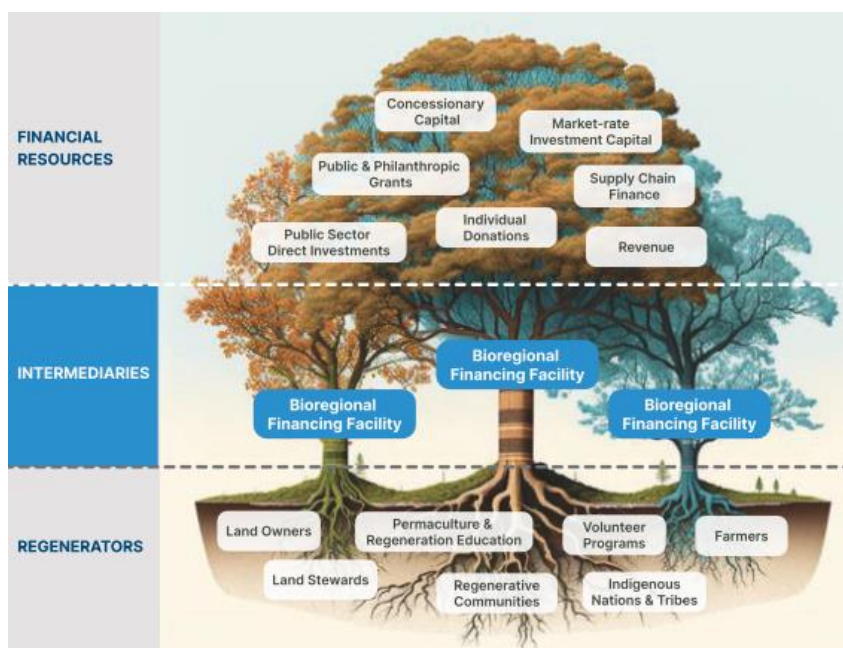 FINANCIAL
RESOURCES
Concessionary
Capital
Market-rate
Investment Capital
Public & Philanthropic
Grants
Supply Chain
Finance
Public Sector
Direct Investments
Individual
Donations
Revenue
INTERMEDIARIES
Bioregional
Financing Facility
Bioregional
Financing Facility
Bioregional
Financing Facility
REGENERATORS
Land Owners
Permaculture &
Regeneration Education
Volunteer
Programs
Farmers
Land Stewards
Regenerative
Communities
Indigenous
Nations & Tribes